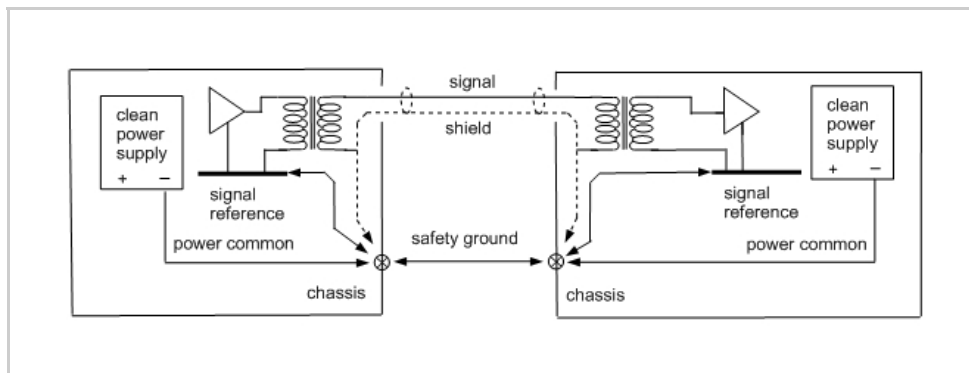 signal
shield
clean
power
supply
+ −
signal
reference
power common
chassis
safety ground
clean
power
supply
+ −
signal
reference
power common
chassis